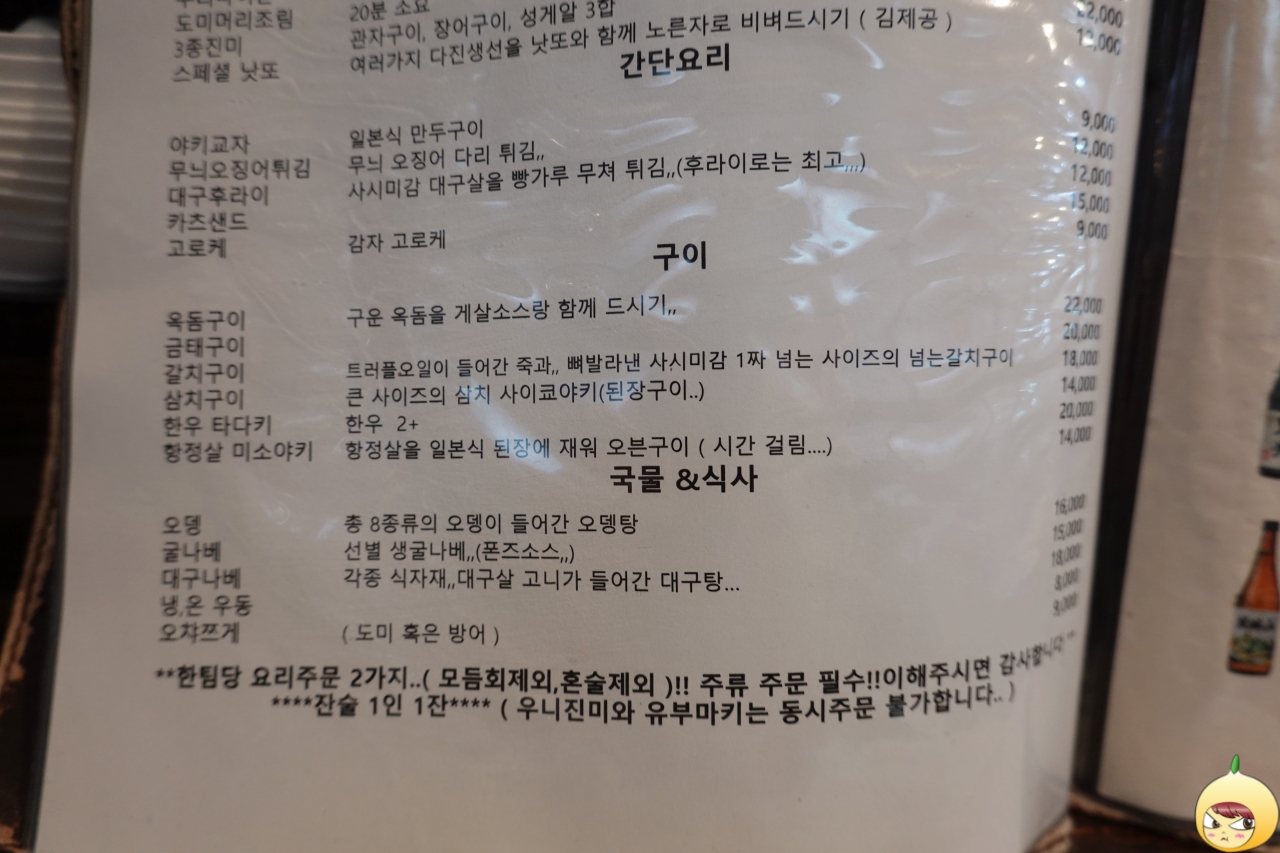 도미머리조림 20분 소요 22,000
3종진미 관자구이, 장어구이, 성게알 3합
스페셜 낫또 여러가지 다진생선을 낫또와 함께 노른자로 비벼드시기 ( 김제공 )
간단요리
야키교자 일본식 만두구이 9,000
무늬오징어튀김 무늬 오징어 다리 튀김,, 12,000
대구후라이 사시미감 대구살을 빵가루 무쳐 튀김,,(후라이로는 최고,,,,) 12,000
카츠샌드 15,000
고로케 감자 고로케 9,000
구이
옥돔구이 구운 옥돔을 게살소스랑 함께 드시기,, 22,000
금태구이 20,000
갈치구이 트러플오일이 들어간 죽과,, 뼈발라낸 사시미감 1짜 넘는 사이즈의 넘는갈치구이 18,000
삼치구이 큰 사이즈의 삼치 사이쿄야키(된장구이..) 14,000
한우 타다키 한우 2+ 20,000
항정살 미소야키 항정살을 일본식 된장에 재워 오븐구이 ( 시간 걸림....) 14,000
국물 &식사
오뎅 총 8종류의 오뎅이 들어간 오뎅탕 16,000
굴나베 선별 생굴나베,,(폰즈소스,,) 15,000
대구나베 각종 식자재,,대구살 고니가 들어간 대구탕... 18,000
냉,온 우동 8,000
오챠쯔게 ( 도미 혹은 방어 ) 9,000
**한팀당 요리주문 2가지..( 모듬회제외,혼술제외 )!! 주류 주문 필수!!이해주시면 감사합니다!**
****잔술 1인 1잔**** ( 우니진미와 유부마키는 동시주문 불가합니다.. )